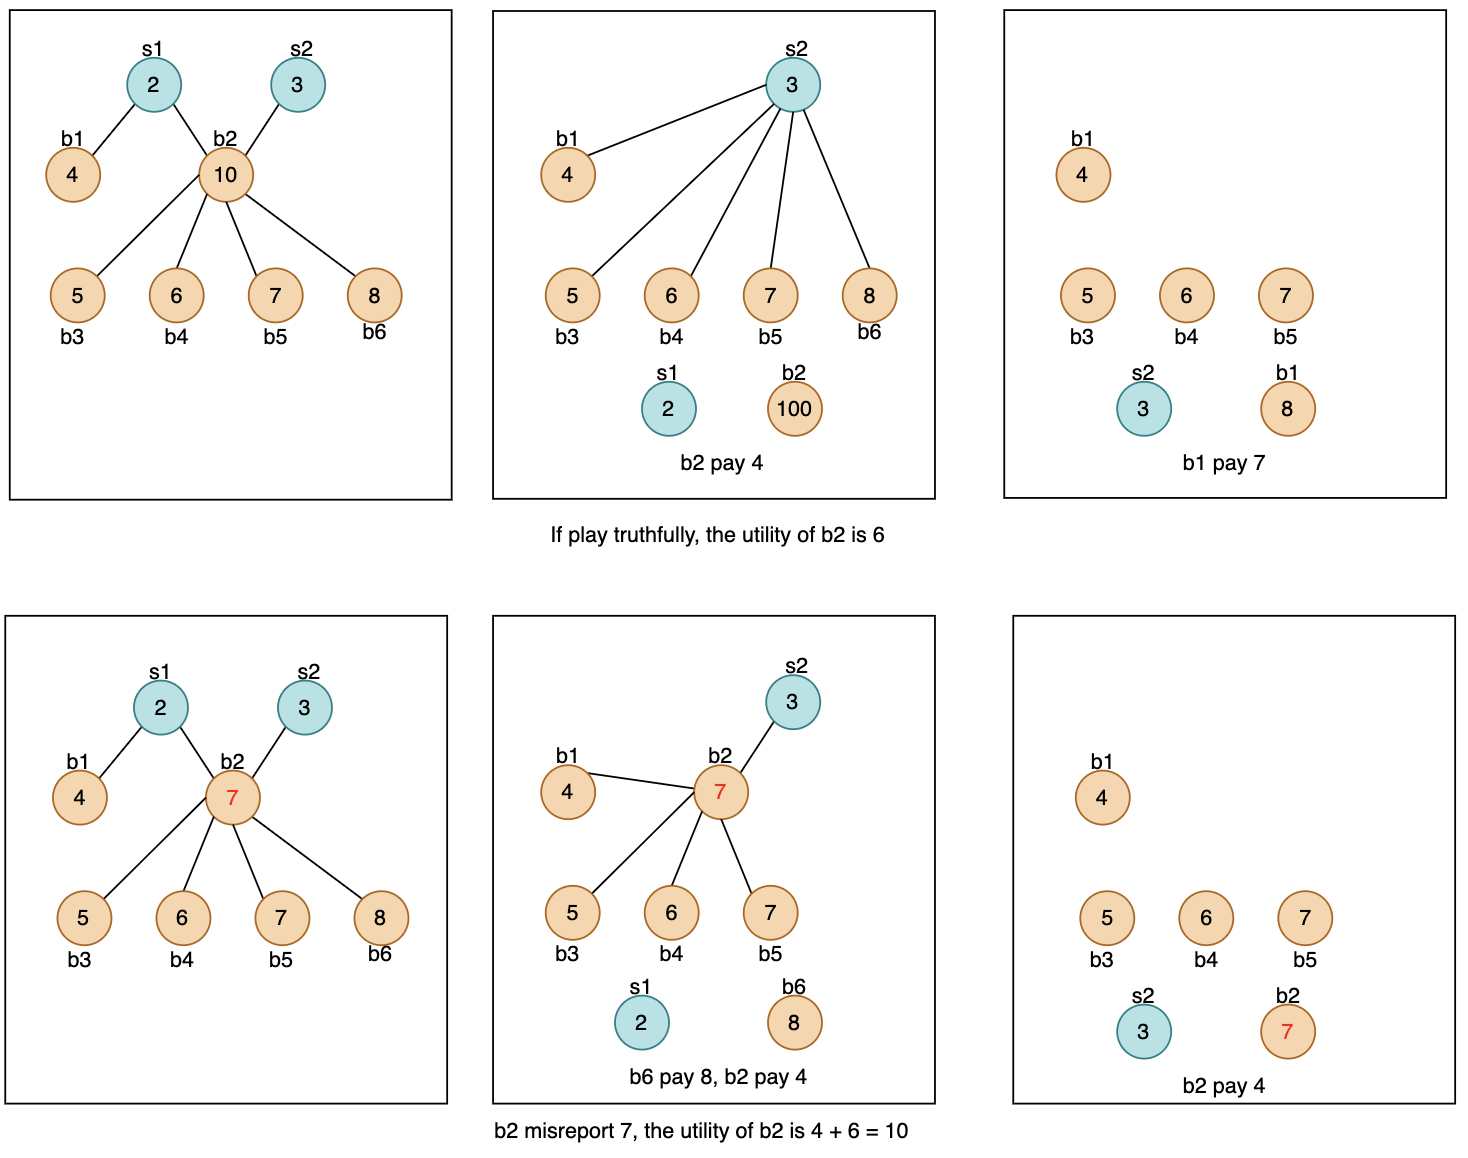 s1 s2
2 3
b1 b2
4 10
5 6 7 8
b3 b4 b5 b6
s2
3
b1
4
5 6 7 8
b3 b4 b5 b6
s1 b2
2 100
b2 pay 4
b1
4
5 6 7
b3 b4 b5
s2 b1
3 8
b1 pay 7
If play truthfully, the utility of b2 is 6
s1 s2
2 3
b1 b2
4 7
5 6 7 8
b3 b4 b5 b6
s2
3
b1 b2
4 7
5 6 7
b3 b4 b5
s1 b6
2 8
b6 pay 8, b2 pay 4
b1
4
5 6 7
b3 b4 b5
s2 b2
3 7
b2 pay 4
b2 misreport 7, the utility of b2 is 4 + 6 = 10